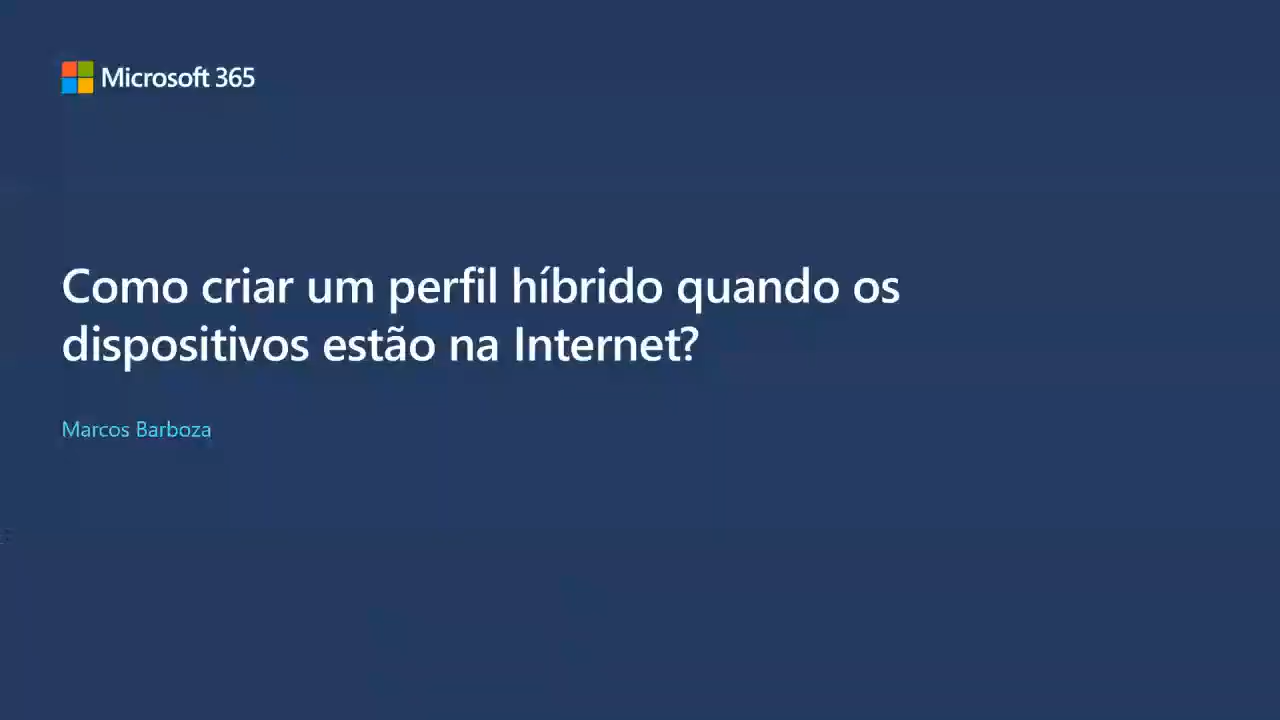 Microsoft 365
Como criar um perfil híbrido quando os
dispositivos estão na Internet?
Marcos Barboza